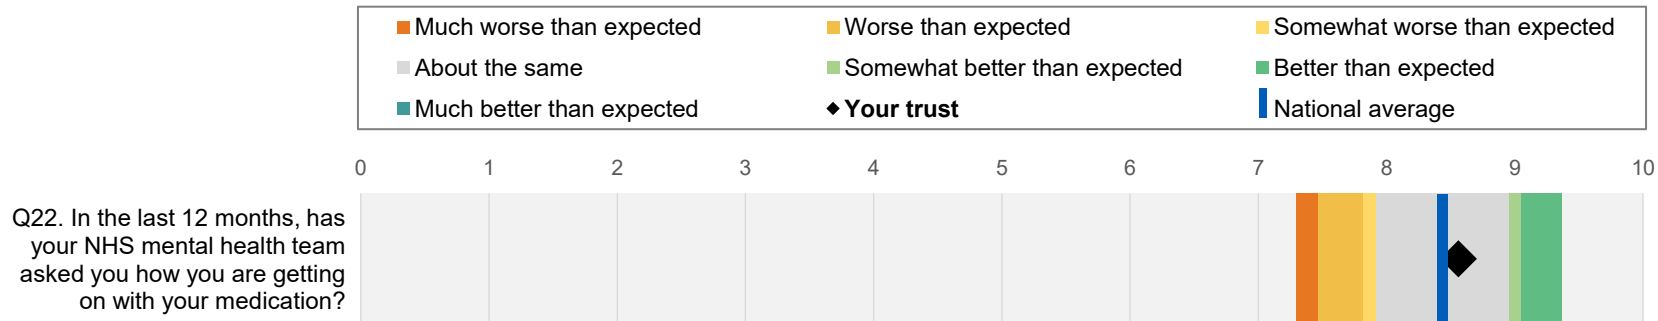 Much worse than expected
Worse than expected
Somewhat worse than expected
About the same
Somewhat better than expected
Better than expected
Much better than expected
Your trust
National average
0 1 2 3 4 5 6 7 8 9 10
Q22. In the last 12 months, has
your NHS mental health team
asked you how you are getting
on with your medication?